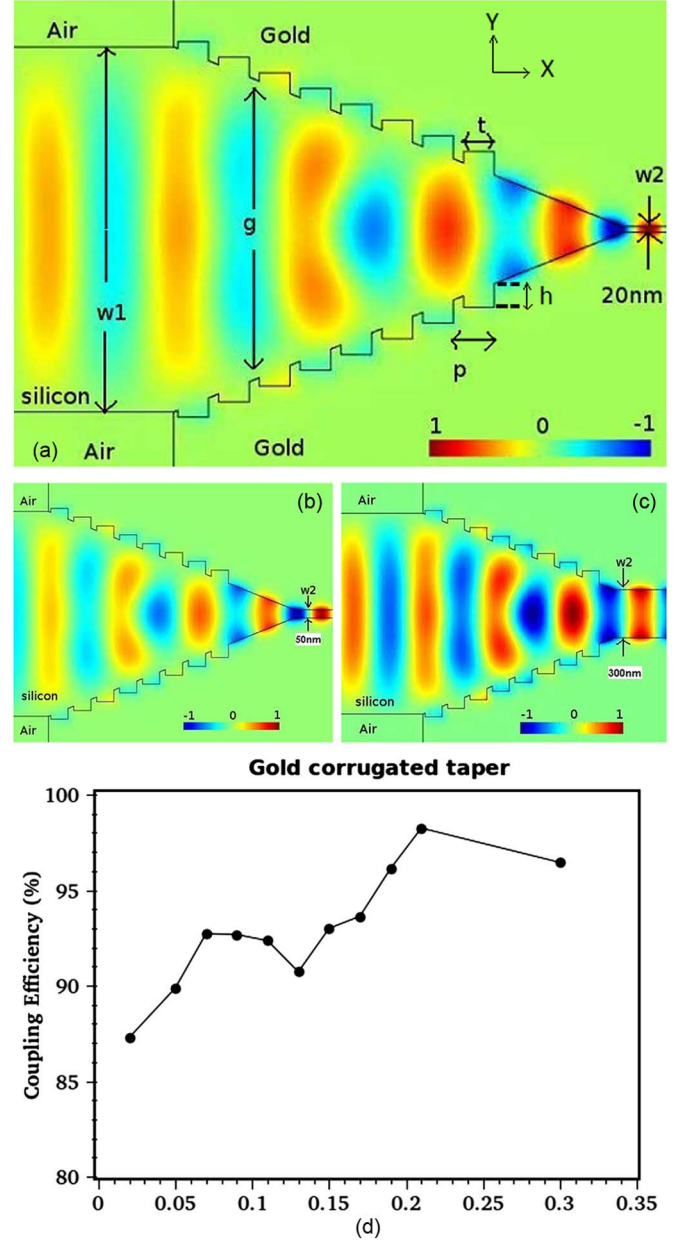 Air
Gold
Y
X
t
w2
g
w1
20nm
h
p
silicon
1 0 -1
(a)
Air
Gold
Air
(b)
w2
50nm
silicon
-1 0 1
Air
Air
(c)
w2
300nm
silicon
-1 0 1
Air
Gold corrugated taper
100
95
90
85
80
Coupling Efficiency (%)
0 0.05 0.1 0.15 0.2 0.25 0.3 0.35
(d)